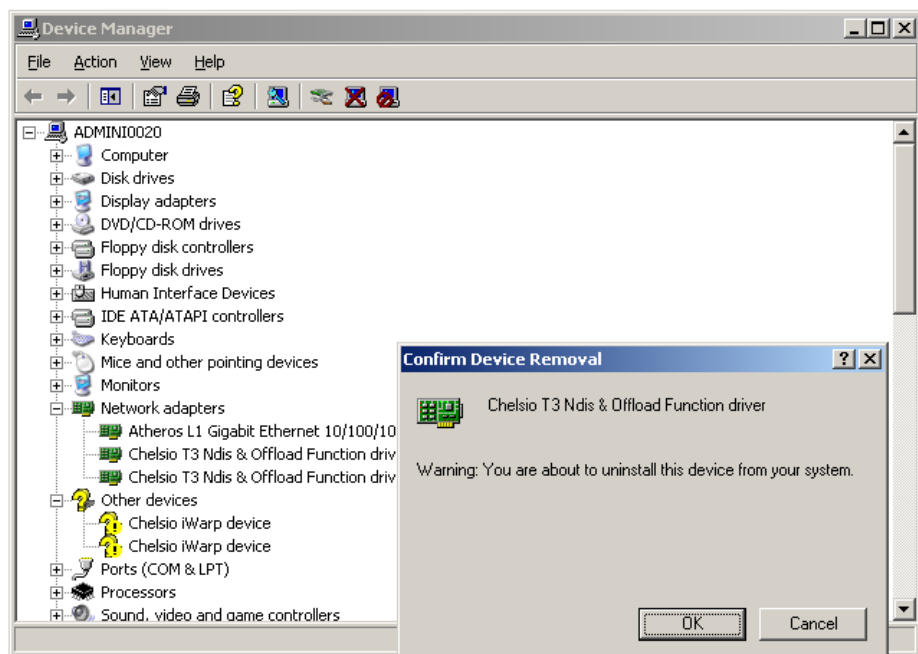 Device Manager
File Action View Help
ADMINI0020
Computer
Disk drives
Display adapters
DVD/CD-ROM drives
Floppy disk controllers
Floppy disk drives
Human Interface Devices
IDE ATA/ATAPI controllers
Keyboards
Mice and other pointing devices
Monitors
Network adapters
Atheros L1 Gigabit Ethernet 10/100/10
Chelsio T3 Ndis & Offload Function driv
Chelsio T3 Ndis & Offload Function driv
Other devices
Chelsio iWarp device
Chelsio iWarp device
Ports (COM & LPT)
Processors
Sound, video and game controllers
Confirm Device Removal
Chelsio T3 Ndis & Offload Function driver
Warning: You are about to uninstall this device from your system.
OK Cancel